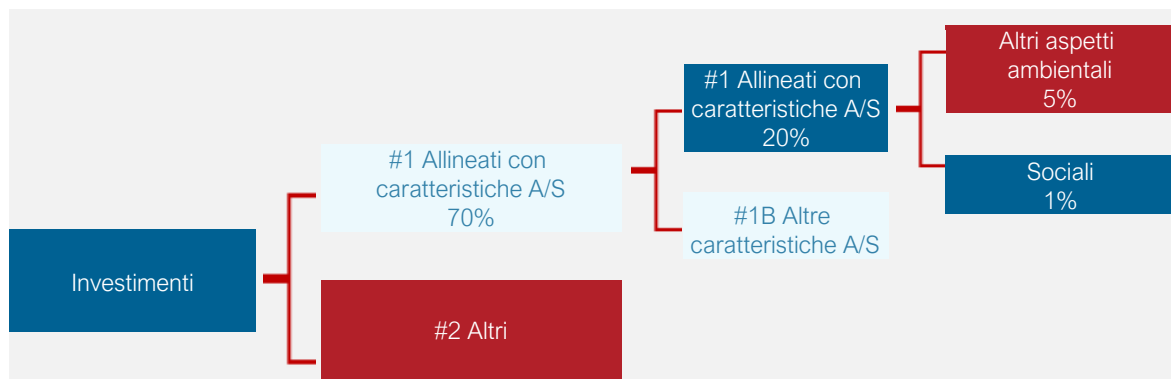 Investimenti
#1 Allineati con
caratteristiche A/S
70%
#2 Altri
#1 Allineati con
caratteristiche A/S
20%
#1B Altre
caratteristiche A/S
Altri aspetti
ambientali
5%
Sociali
1%